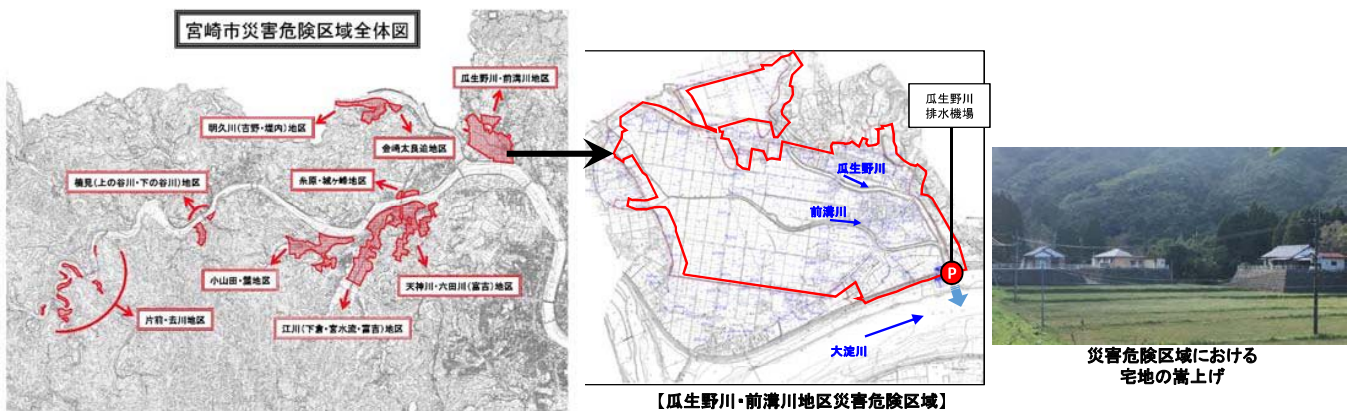 宮崎市災害危険区域全体図
瓜生野川・前溝川地区
明久川(吉野・堤内)地区
金崎太良迫地区
糸原・城ヶ峰地区
楠見(上の谷川・下の谷川)地区
小山田・麓地区
天神川・六田川(富吉)地区
片前・去川地区
江川(下倉・宮水流・富吉)地区
瓜生野川
排水機場
瓜生野川
前溝川
P
大淀川
【瓜生野川・前溝川地区災害危険区域】
災害危険区域における
宅地の嵩上げ